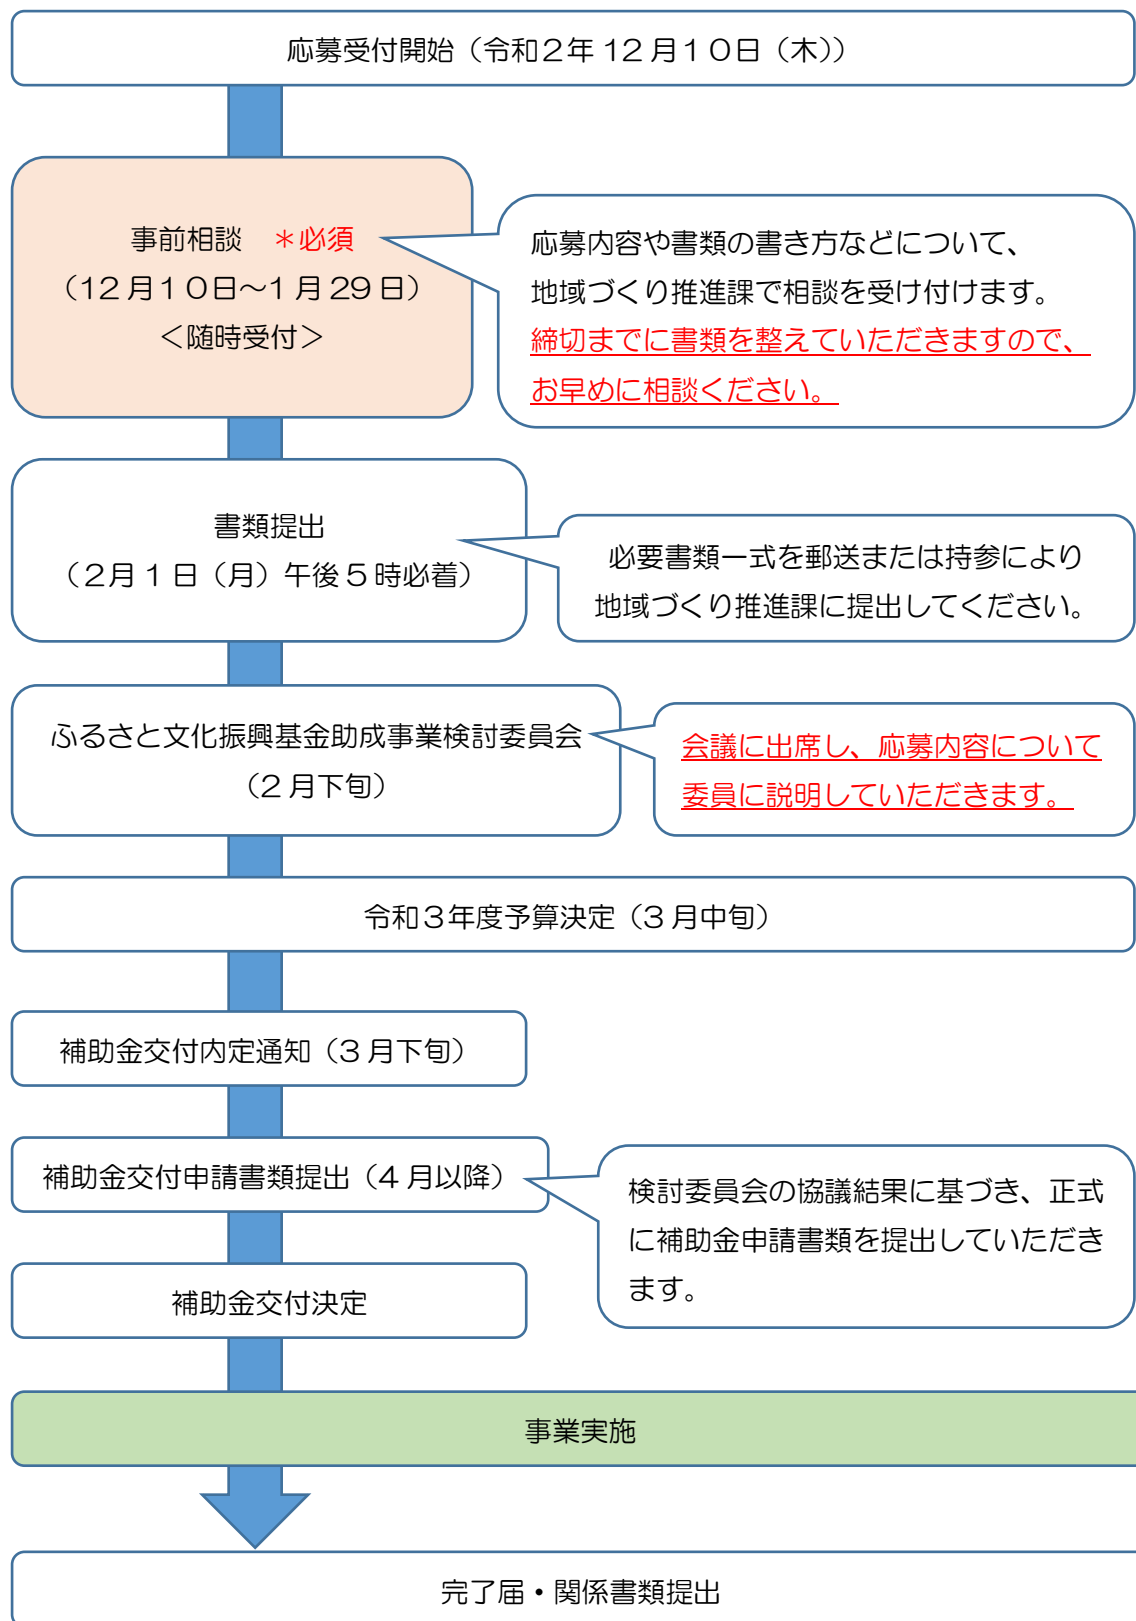 応募受付開始（令和２年 12 月１０日（木））
事前相談　＊必須
（12 月１０日～１月 29 日）
＜随時受付＞
応募内容や書類の書き方などについて、
地域づくり推進課で相談を受け付けます。
締切までに書類を整えていただきますので、
お早めに相談ください。
書類提出
（２月１日（月）午後５時必着）
必要書類一式を郵送または持参により
地域づくり推進課に提出してください。
ふるさと文化振興基金助成事業検討委員会
（２月下旬）
会議に出席し、応募内容について
委員に説明していただきます。
令和３年度予算決定（３月中旬）
補助金交付内定通知（３月下旬）
補助金交付申請書類提出（４月以降）
検討委員会の協議結果に基づき、正式
に補助金申請書類を提出していただき
ます。
補助金交付決定
事業実施
完了届・関係書類提出